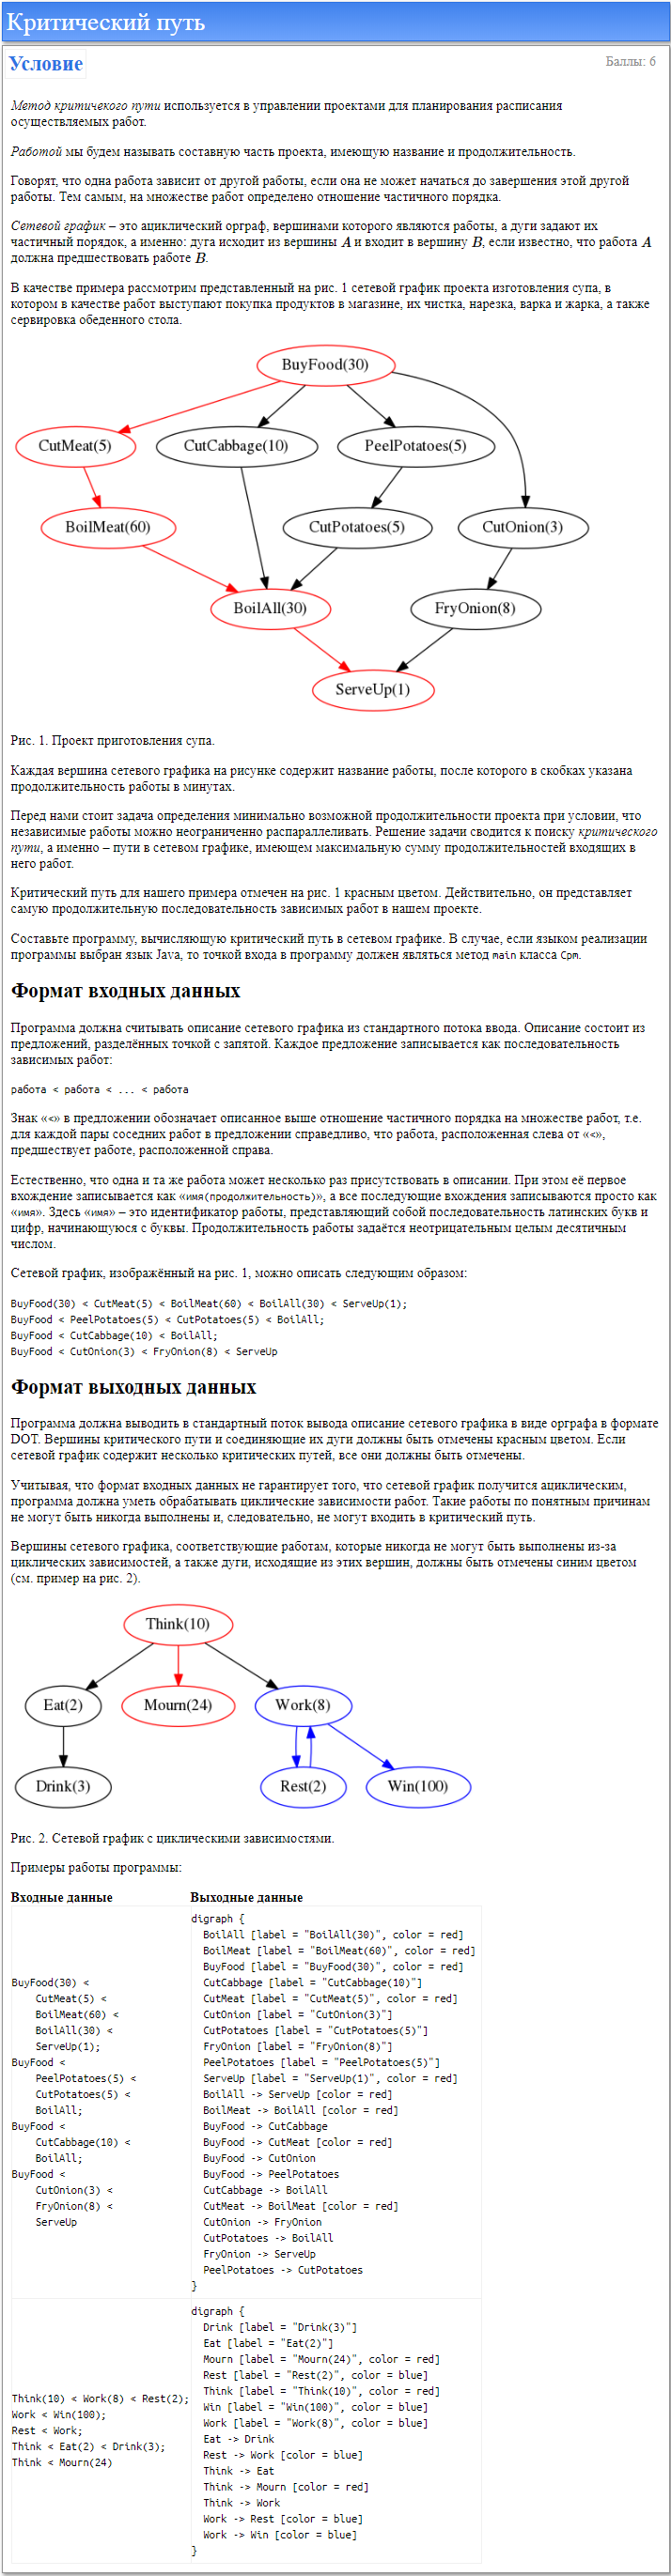 Критический путь
Условие
Баллы: 6
Метод критичекого пути используется в управлении проектами для планирования расписания
осуществляемых работ.
Работой мы будем называть составную часть проекта, имеющую название и продолжительность.
Говорят, что одна работа зависит от другой работы, если она не может начаться до завершения этой другой
работы. Тем самым, на множестве работ определено отношение частичного порядка.
Сетевой график – это ациклический орграф, вершинами которого являются работы, а дуги задают их
частичный порядок, а именно: дуга исходит из вершины A и входит в вершину B, если известно, что работа A
должна предшествовать работе B.
В качестве примера рассмотрим представленный на рис. 1 сетевой график проекта изготовления супа, в
котором в качестве работ выступают покупка продуктов в магазине, их чистка, нарезка, варка и жарка, а также
сервировка обеденного стола.
BuyFood(30)
CutMeat(5) CutCabbage(10) PeelPotatoes(5)
BoilMeat(60) CutPotatoes(5) CutOnion(3)
BoilAll(30) FryOnion(8)
ServeUp(1)
Рис. 1. Проект приготовления супа.
Каждая вершина сетевого графика на рисунке содержит название работы, после которого в скобках указана
продолжительность работы в минутах.
Перед нами стоит задача определения минимально возможной продолжительности проекта при условии, что
независимые работы можно неограниченно распараллеливать. Решение задачи сводится к поиску критического
пути, а именно – пути в сетевом графике, имеющем максимальную сумму продолжительностей входящих в
него работ.
Критический путь для нашего примера отмечен на рис. 1 красным цветом. Действительно, он представляет
самую продолжительную последовательность зависимых работ в нашем проекте.
Составьте программу, вычисляющую критический путь в сетевом графике. В случае, если языком реализации
программы выбран язык Java, то точкой входа в программу должен являться метод main класса Cpm.
Формат входных данных
Программа должна считывать описание сетевого графика из стандартного потока ввода. Описание состоит из
предложений, разделённых точкой с запятой. Каждое предложение записывается как последовательность
зависимых работ:
работа < работа < ... < работа
Знак «<» в предложении обозначает описанное выше отношение частичного порядка на множестве работ, т.е.
для каждой пары соседних работ в предложении справедливо, что работа, расположенная слева от «<»,
предшествует работе, расположенной справа.
Естественно, что одна и та же работа может несколько раз присутствовать в описании. При этом её первое
вхождение записывается как «имя(продолжительность)», а все последующие вхождения записываются просто как
«имя». Здесь «имя» – это идентификатор работы, представляющий собой последовательность латинских букв и
цифр, начинающуюся с буквы. Продолжительность работы задаётся неотрицательным целым десятичным
числом.
Сетевой график, изображённый на рис. 1, можно описать следующим образом:
BuyFood(30) < CutMeat(5) < BoilMeat(60) < BoilAll(30) < ServeUp(1);
BuyFood < PeelPotatoes(5) < CutPotatoes(5) < BoilAll;
BuyFood < CutCabbage(10) < BoilAll;
BuyFood < CutOnion(3) < FryOnion(8) < ServeUp
Формат выходных данных
Программа должна выводить в стандартный поток вывода описание сетевого графика в виде орграфа в формате
DOT. Вершины критического пути и соединяющие их дуги должны быть отмечены красным цветом. Если
сетевой график содержит несколько критических путей, все они должны быть отмечены.
Учитывая, что формат входных данных не гарантирует того, что сетевой график получится ациклическим,
программа должна уметь обрабатывать циклические зависимости работ. Такие работы по понятным причинам
не могут быть никогда выполнены и, следовательно, не могут входить в критический путь.
Вершины сетевого графика, соответствующие работам, которые никогда не могут быть выполнены из-за
циклических зависимостей, а также дуги, исходящие из этих вершин, должны быть отмечены синим цветом
(см. пример на рис. 2).
Think(10)
Eat(2) Mourn(24) Work(8)
Drink(3) Rest(2) Win(100)
Рис. 2. Сетевой график с циклическими зависимостями.
Примеры работы программы:
Входные данные
Выходные данные
BuyFood(30) <
CutMeat(5) <
BoilMeat(60) <
BoilAll(30) <
ServeUp(1);
BuyFood <
PeelPotatoes(5) <
CutPotatoes(5) <
BoilAll;
BuyFood <
CutCabbage(10) <
BoilAll;
BuyFood <
CutOnion(3) <
FryOnion(8) <
ServeUp
digraph {
BoilAll [label = "BoilAll(30)", color = red]
BoilMeat [label = "BoilMeat(60)", color = red]
BuyFood [label = "BuyFood(30)", color = red]
CutCabbage [label = "CutCabbage(10)"]
CutMeat [label = "CutMeat(5)", color = red]
CutOnion [label = "CutOnion(3)"]
CutPotatoes [label = "CutPotatoes(5)"]
FryOnion [label = "FryOnion(8)"]
PeelPotatoes [label = "PeelPotatoes(5)"]
ServeUp [label = "ServeUp(1)", color = red]
BoilAll -> ServeUp [color = red]
BoilMeat -> BoilAll [color = red]
BuyFood -> CutCabbage
BuyFood -> CutMeat [color = red]
BuyFood -> CutOnion
BuyFood -> PeelPotatoes
CutCabbage -> BoilAll
CutMeat -> BoilMeat [color = red]
CutOnion -> FryOnion
CutPotatoes -> BoilAll
FryOnion -> ServeUp
PeelPotatoes -> CutPotatoes
}
Think(10) < Work(8) < Rest(2);
Work < Win(100);
Rest < Work;
Think < Eat(2) < Drink(3);
Think < Mourn(24)
digraph {
Drink [label = "Drink(3)"]
Eat [label = "Eat(2)"]
Mourn [label = "Mourn(24)", color = red]
Rest [label = "Rest(2)", color = blue]
Think [label = "Think(10)", color = red]
Win [label = "Win(100)", color = blue]
Work [label = "Work(8)", color = blue]
Eat -> Drink
Rest -> Work [color = blue]
Think -> Eat
Think -> Mourn [color = red]
Think -> Work
Work -> Rest [color = blue]
Work -> Win [color = blue]
}